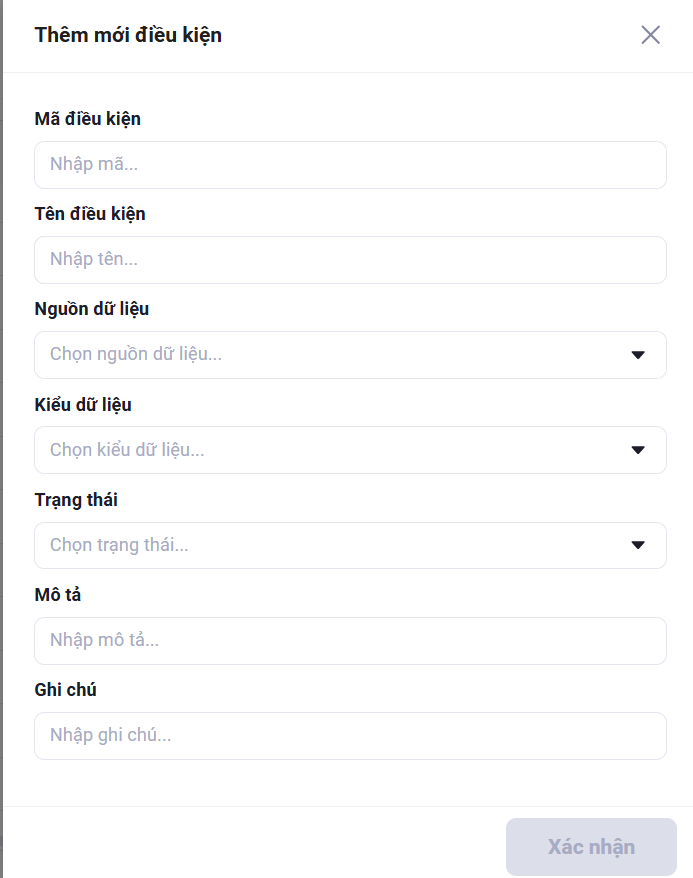 Thêm mới điều kiện
Mã điều kiện
Nhập mã...
Tên điều kiện
Nhập tên...
Nguồn dữ liệu
Chọn nguồn dữ liệu...
Kiểu dữ liệu
Chọn kiểu dữ liệu...
Trạng thái
Chọn trạng thái...
Mô tả
Nhập mô tả...
Ghi chú
Nhập ghi chú...
Xác nhận